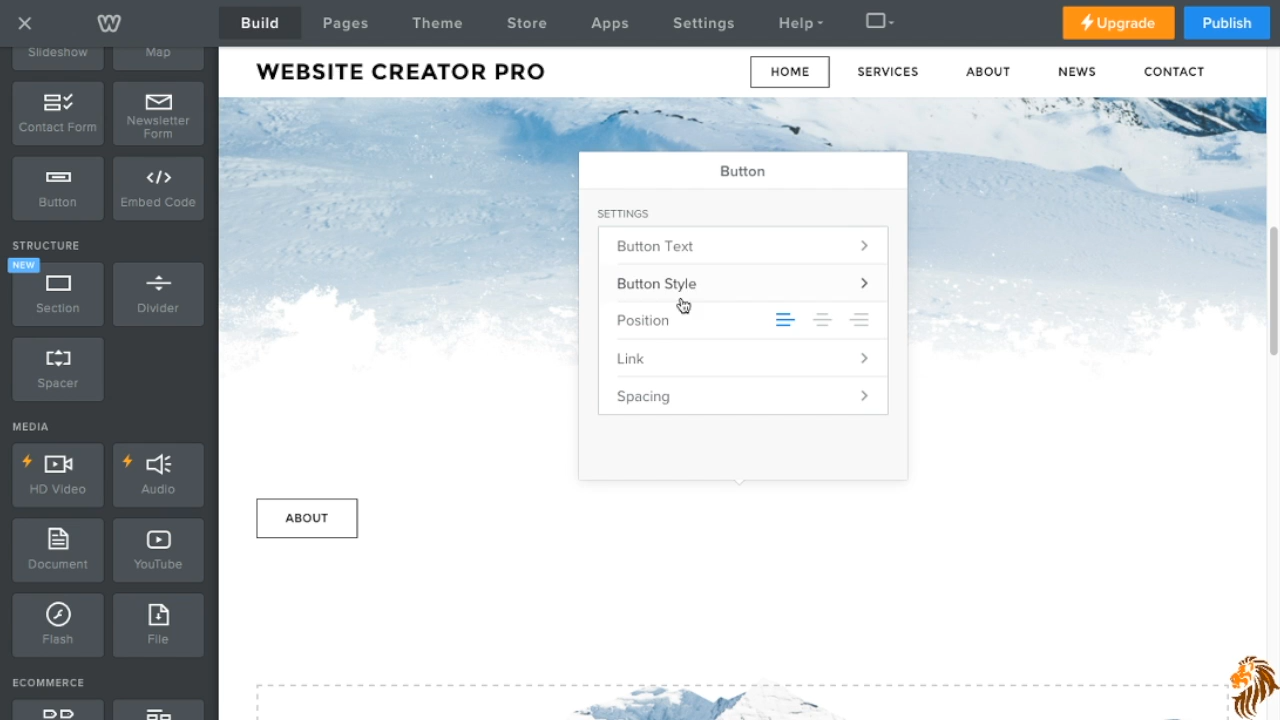 Build
Pages
Theme
Store
Apps
Settings
Help
Upgrade
Publish
Slideshow
Map
Contact Form
Newsletter
Form
Button
Embed Code
STRUCTURE
NEW
Section
Divider
Spacer
MEDIA
HD Video
Audio
Document
YouTube
Flash
File
ECOMMERCE
WEBSITE CREATOR PRO
HOME
SERVICES
ABOUT
NEWS
CONTACT
Button
SETTINGS
Button Text
Button Style
Position
Link
Spacing
ABOUT